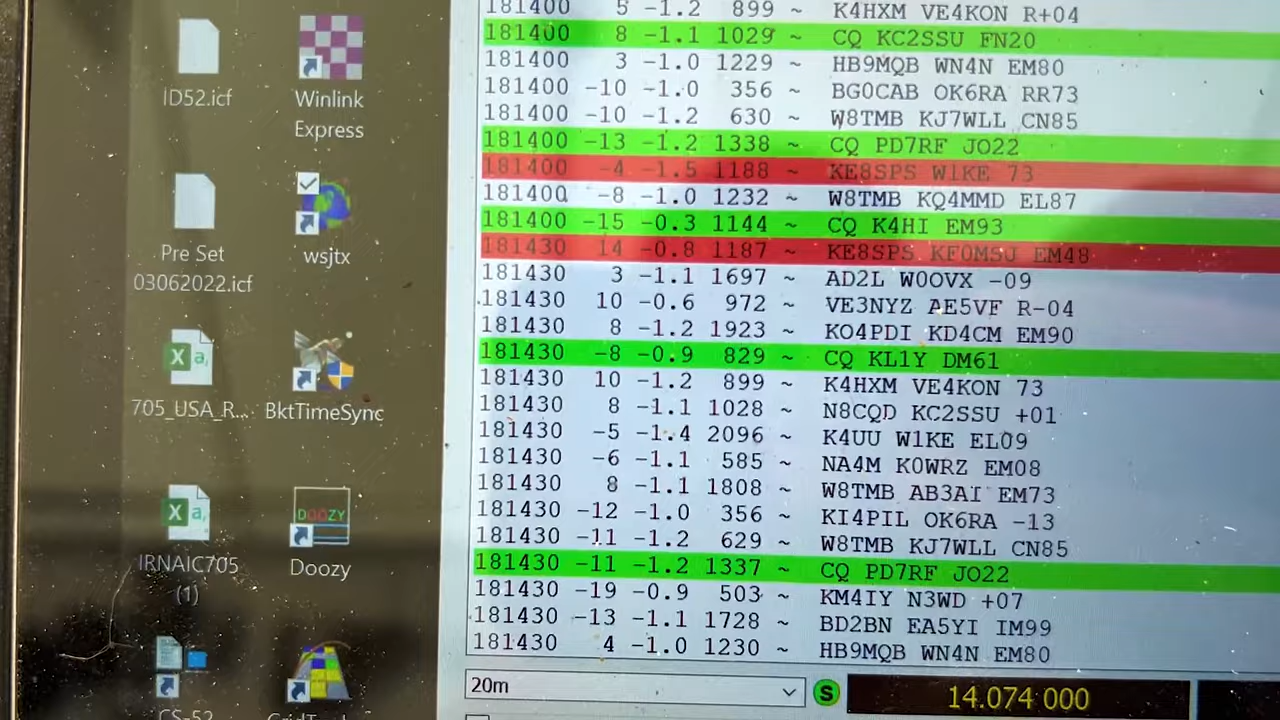 ID52.icf
Winlink
Express
Pre Set
03062022.icf
wsjtx
705_USA_R...
BktTimeSync
IRNAIC705
(1)
DOOZY
Doozy
CS-52
181400 5 -1.2 899 ~ K4HXM VE4KON R+04
181400 8 -1.1 1029 ~ CQ KC2SSU FN20
181400 3 -1.0 1229 ~ HB9MQB WN4N EM80
181400 -10 -1.0 356 ~ BG0CAB OK6RA RR73
181400 -10 -1.2 630 ~ W8TMB KJ7WLL CN85
181400 -13 -1.2 1338 ~ CQ PD7RF JO22
181400 -4 -1.5 1188 ~ KE8SPS W1KE 73
181400 -8 -1.0 1232 ~ W8TMB KQ4MMD EL87
181400 -15 -0.3 1144 ~ CQ K4HI EM93
181430 14 -0.8 1187 ~ KE8SPS KF0MSJ EM48
181430 3 -1.1 1697 ~ AD2L W0OVX -09
181430 10 -0.6 972 ~ VE3NYZ AE5VF R-04
181430 8 -1.2 1923 ~ KO4PDI KD4CM EM90
181430 -8 -0.9 829 ~ CQ KL1Y DM61
181430 10 -1.2 899 ~ K4HXM VE4KON 73
181430 8 -1.1 1028 ~ N8CQD KC2SSU +01
181430 -5 -1.4 2096 ~ K4UU W1KE EL09
181430 -6 -1.1 585 ~ NA4M K0WRZ EM08
181430 8 -1.1 1808 ~ W8TMB AB3AI EM73
181430 -12 -1.0 356 ~ KI4PIL OK6RA -13
181430 -11 -1.2 629 ~ W8TMB KJ7WLL CN85
181430 -11 -1.2 1337 ~ CQ PD7RF JO22
181430 -19 -0.9 503 ~ KM4IY N3WD +07
181430 -13 -1.1 1728 ~ BD2BN EA5YI IM99
181430 4 -1.0 1230 ~ HB9MQB WN4N EM80
20m
S
14.074 000